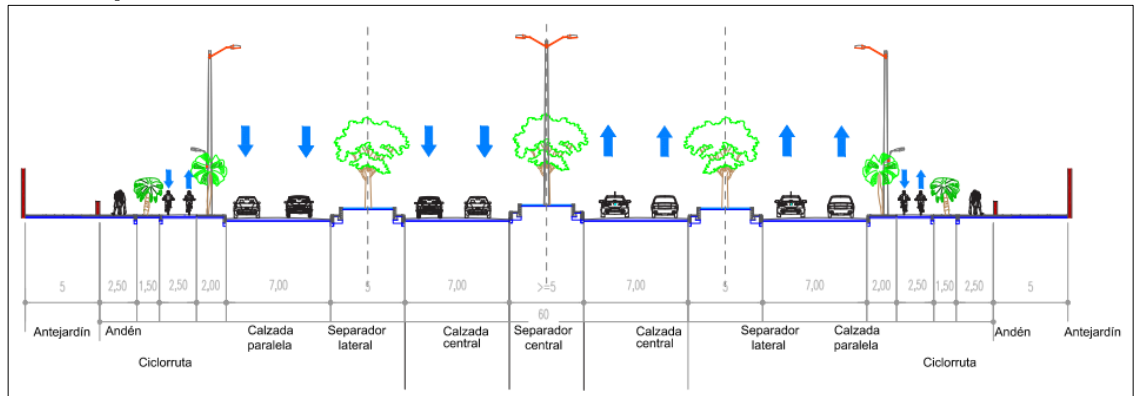 5 2,50 1,50 2,50 2,00 7,00 5 7,00 >=5 7,00 5 7,00 2,00 2,50 1,50 2,50 5
60
Antejardín Andén Calzada paralela Separador lateral Calzada central Separador central Calzada central Separador lateral Calzada paralela Andén Antejardín
Ciclorruta Ciclorruta